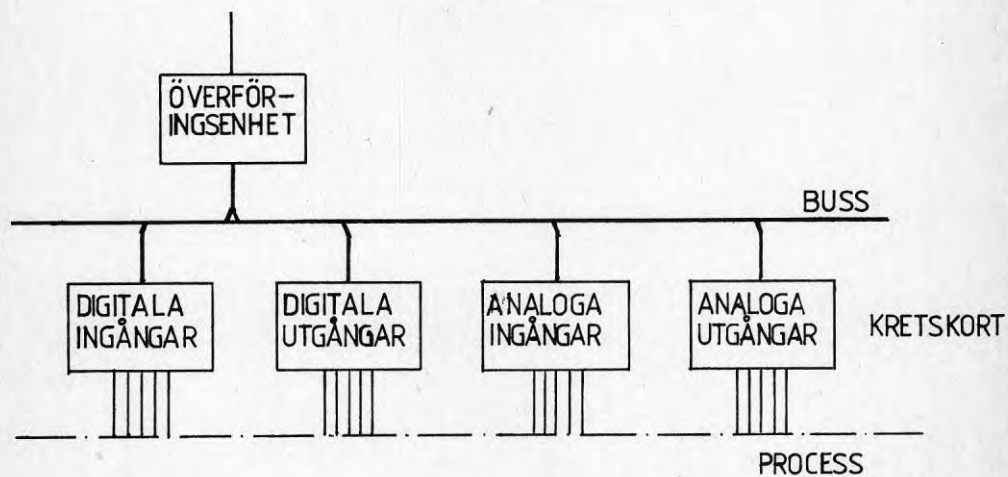 ÖVERFÖR-
INGSENHET
BUSS
DIGITALA
INGÅNGAR
DIGITALA
UTGÅNGAR
ANALOGA
INGÅNGAR
ANALOGA
UTGÅNGAR
KRETSKORT
PROCESS